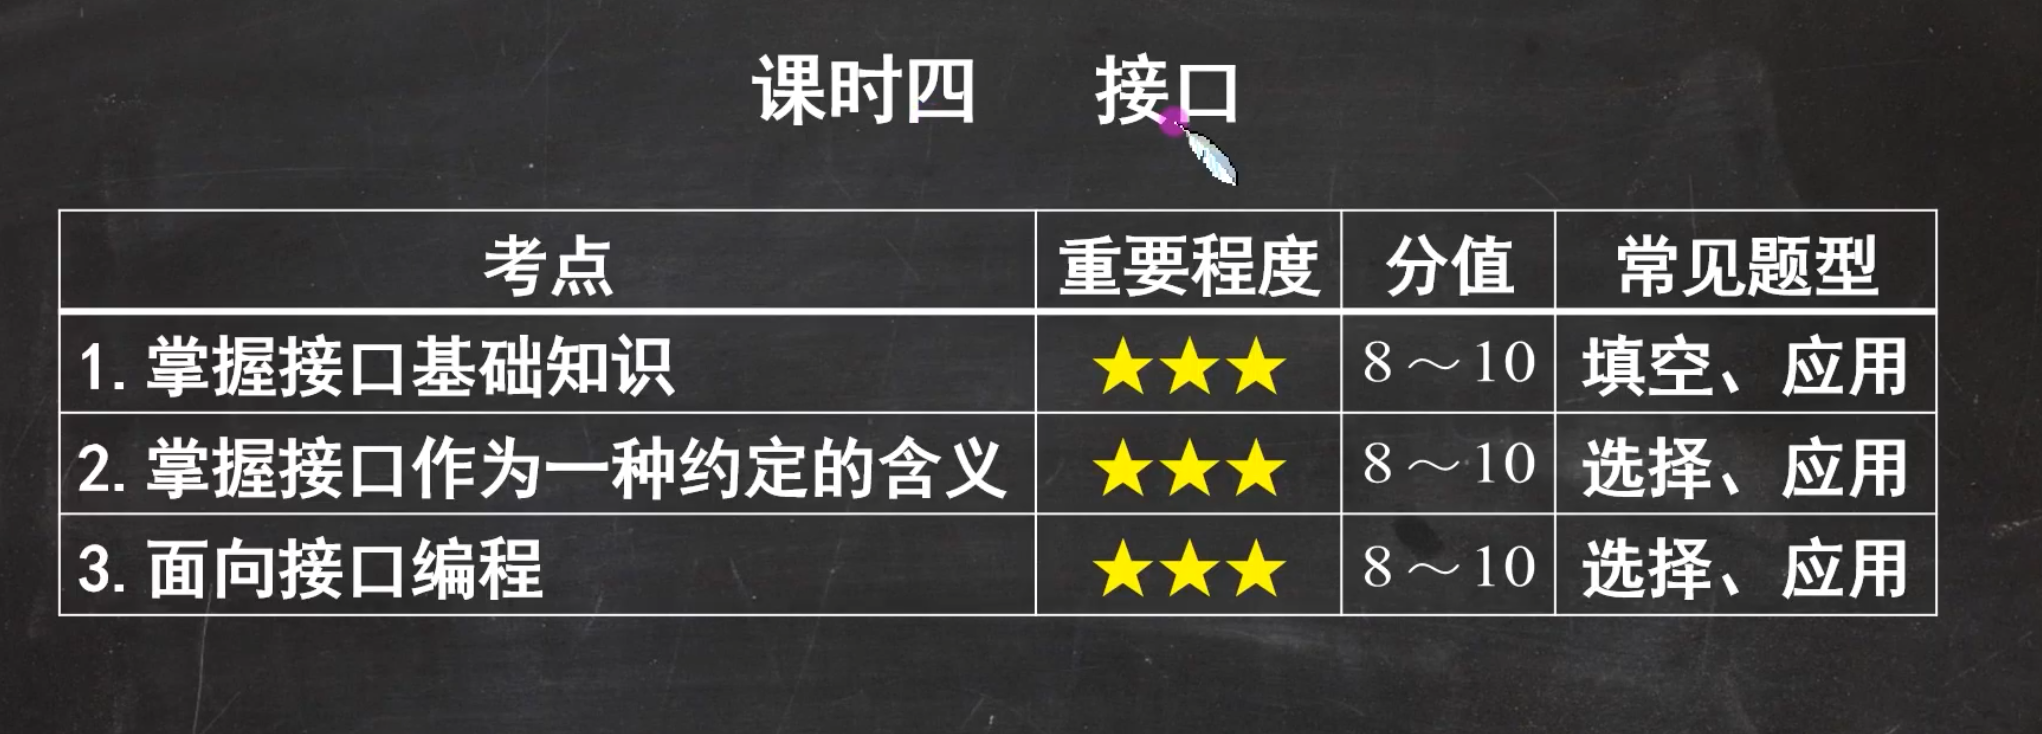 课时四 接口
考点 重要程度 分值 常见题型
1.掌握接口基础知识 ★★★ 8～10 填空、应用
2.掌握接口作为一种约定的含义 ★★★ 8～10 选择、应用
3.面向接口编程 ★★★ 8～10 选择、应用